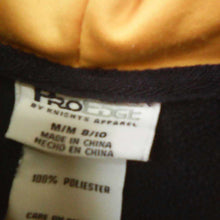 PROEDGE
BY KNIGHTS APPAREL
M/M 8/10
MADE IN CHINA
HECHO EN CHINA
100% POLIESTER